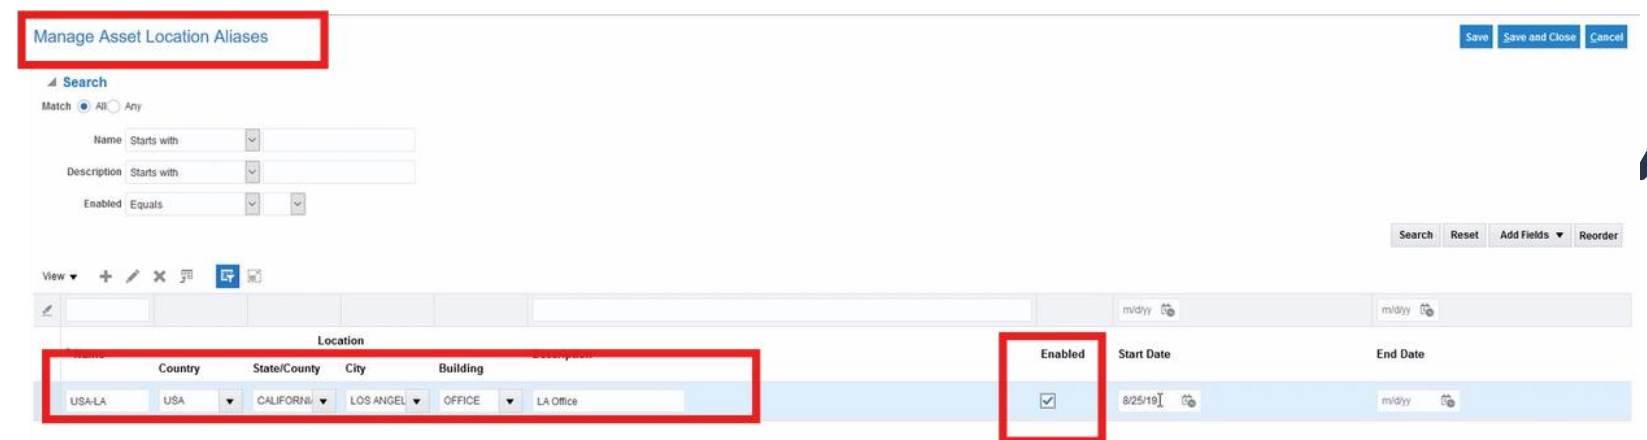 Manage Asset Location Aliases
Save Save and Close Cancel
Search
Match All Any
Name Starts with
Description Starts with
Enabled Equals
Search Reset Add Fields Reorder
View
m/d/yy m/d/yy
Location
Enabled Start Date End Date
Country State/County City Building
USA-LA USA CALIFORNI LOS ANGEL OFFICE LA Office 8/25/19 m/d/yy